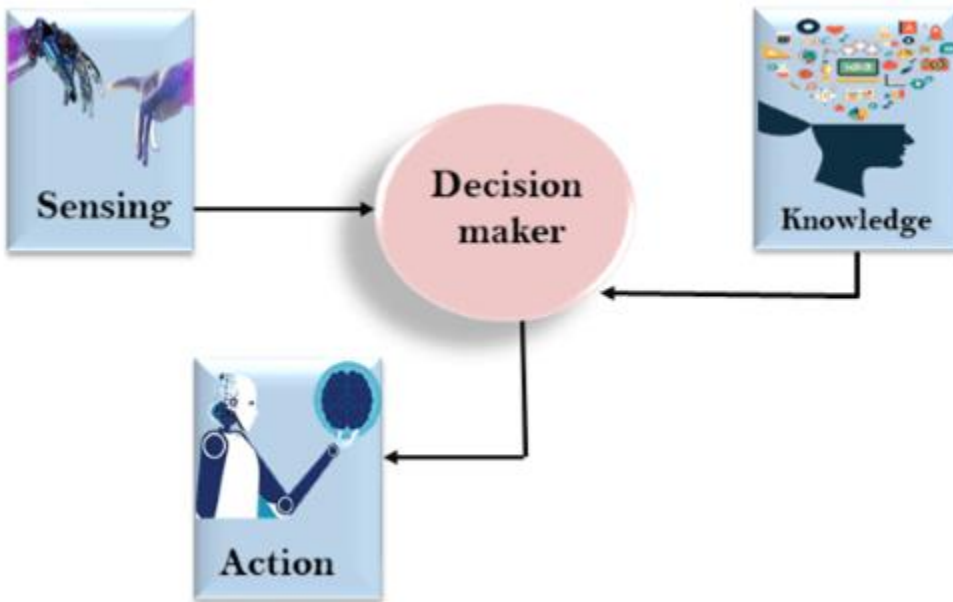 Sensing
Decision
maker
Knowledge
Action